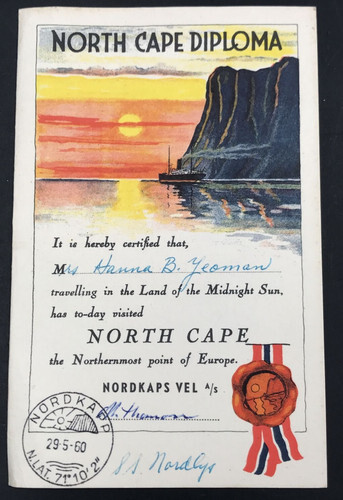 NORTH CAPE DIPLOMA
It is hereby certified that,
Mrs Hanna B. Yeoman
travelling in the Land of the Midnight Sun,
has to-day visited
NORTH CAPE
the Northernmost point of Europe.
NORDKAPS VEL A/S
NORDKAPP
29-5-60
N.LAT. 71°10'2"
S.S. Nordlys